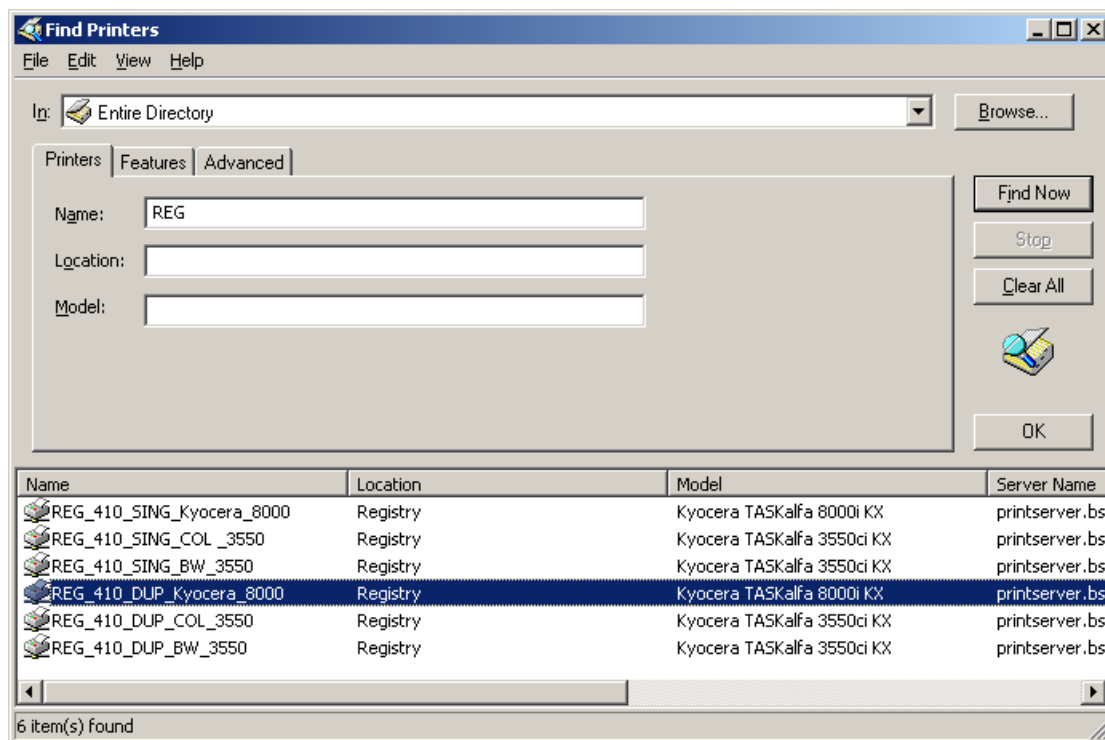 Find Printers
File Edit View Help
In: Entire Directory Browse...
Printers Features Advanced
Find Now
Name: REG
Stop
Location:
Clear All
Model:
OK
Name Location Model Server Name
REG_410_SING_Kyocera_8000 Registry Kyocera TASKalfa 8000i KX printserver.bs
REG_410_SING_COL _3550 Registry Kyocera TASKalfa 3550ci KX printserver.bs
REG_410_SING_BW_3550 Registry Kyocera TASKalfa 3550ci KX printserver.bs
REG_410_DUP_Kyocera_8000 Registry Kyocera TASKalfa 8000i KX printserver.bs
REG_410_DUP_COL_3550 Registry Kyocera TASKalfa 3550ci KX printserver.bs
REG_410_DUP_BW_3550 Registry Kyocera TASKalfa 3550ci KX printserver.bs
6 item(s) found